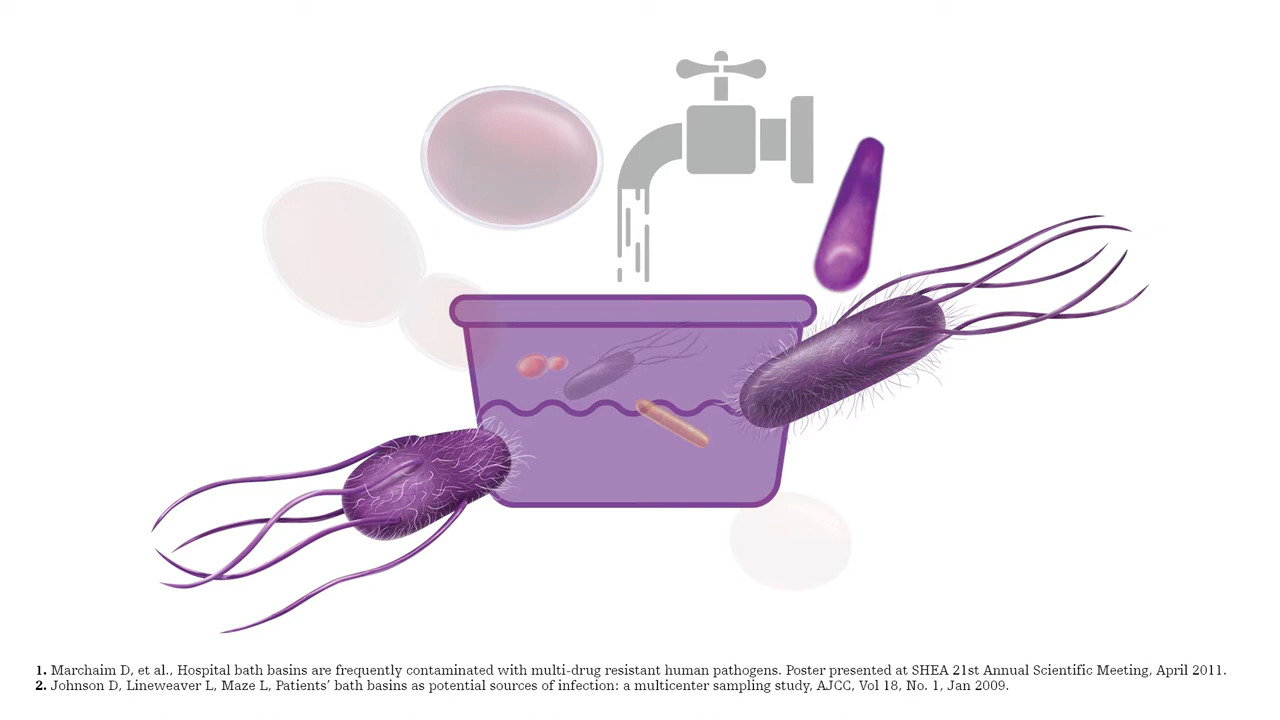 1. Marchaim D, et al., Hospital bath basins are frequently contaminated with multi-drug resistant human pathogens. Poster presented at SHEA 21st Annual Scientific Meeting, April 2011.
2. Johnson D, Lineweaver L, Maze L, Patients' bath basins as potential sources of infection: a multicenter sampling study, AJCC, Vol 18, No. 1, Jan 2009.